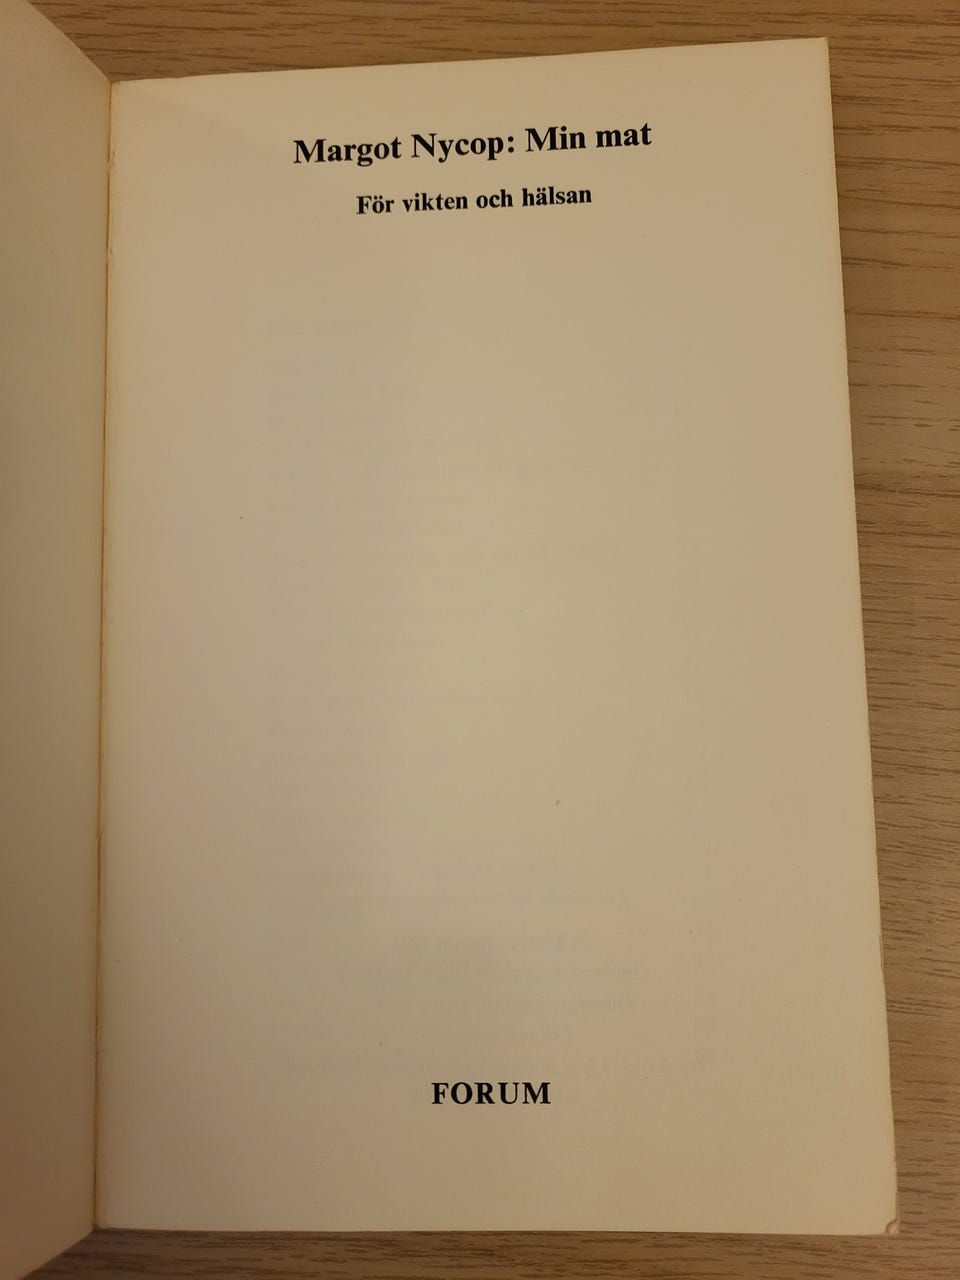 Margot Nycop: Min mat
För vikten och hälsan
FORUM